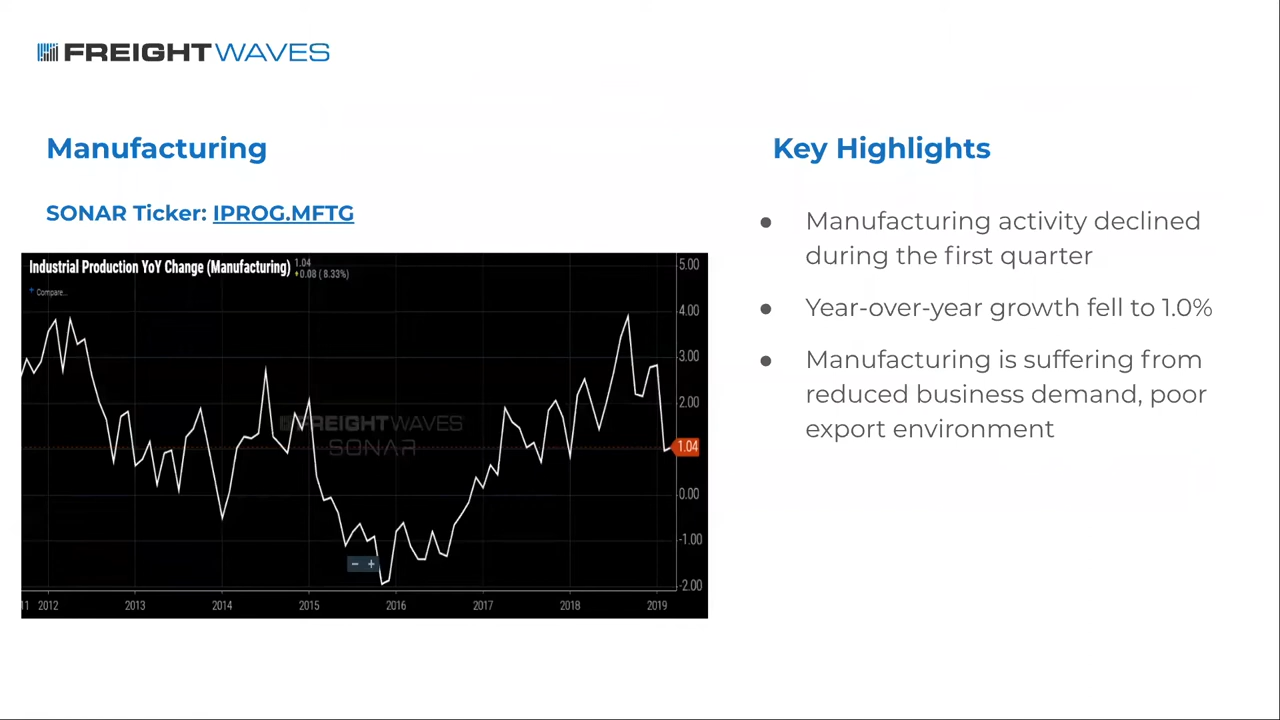 FREIGHTWAVES
Manufacturing
SONAR Ticker: IPROG.MFTG
Industrial Production YoY Change (Manufacturing)
1.04
+0.08 (8.33%)
+ Compare...
5.00
4.00
3.00
2.00
1.04
0.00
-1.00
-2.00
FREIGHTWAVES
SONAR
− +
11 2012 2013 2014 2015 2016 2017 2018 2019
Key Highlights
● Manufacturing activity declined
during the first quarter
● Year-over-year growth fell to 1.0%
● Manufacturing is suffering from
reduced business demand, poor
export environment